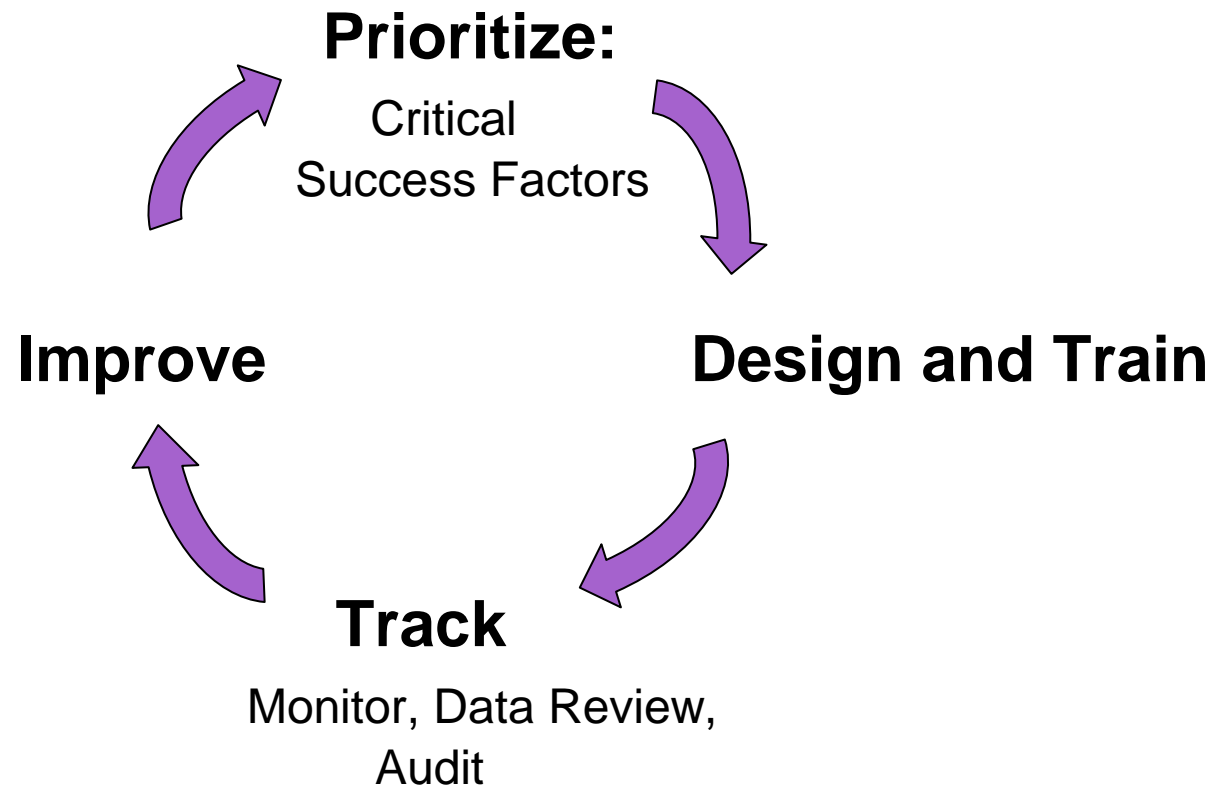 Prioritize:
Critical
Success Factors
Improve
Design and Train
Track
Monitor, Data Review,
Audit